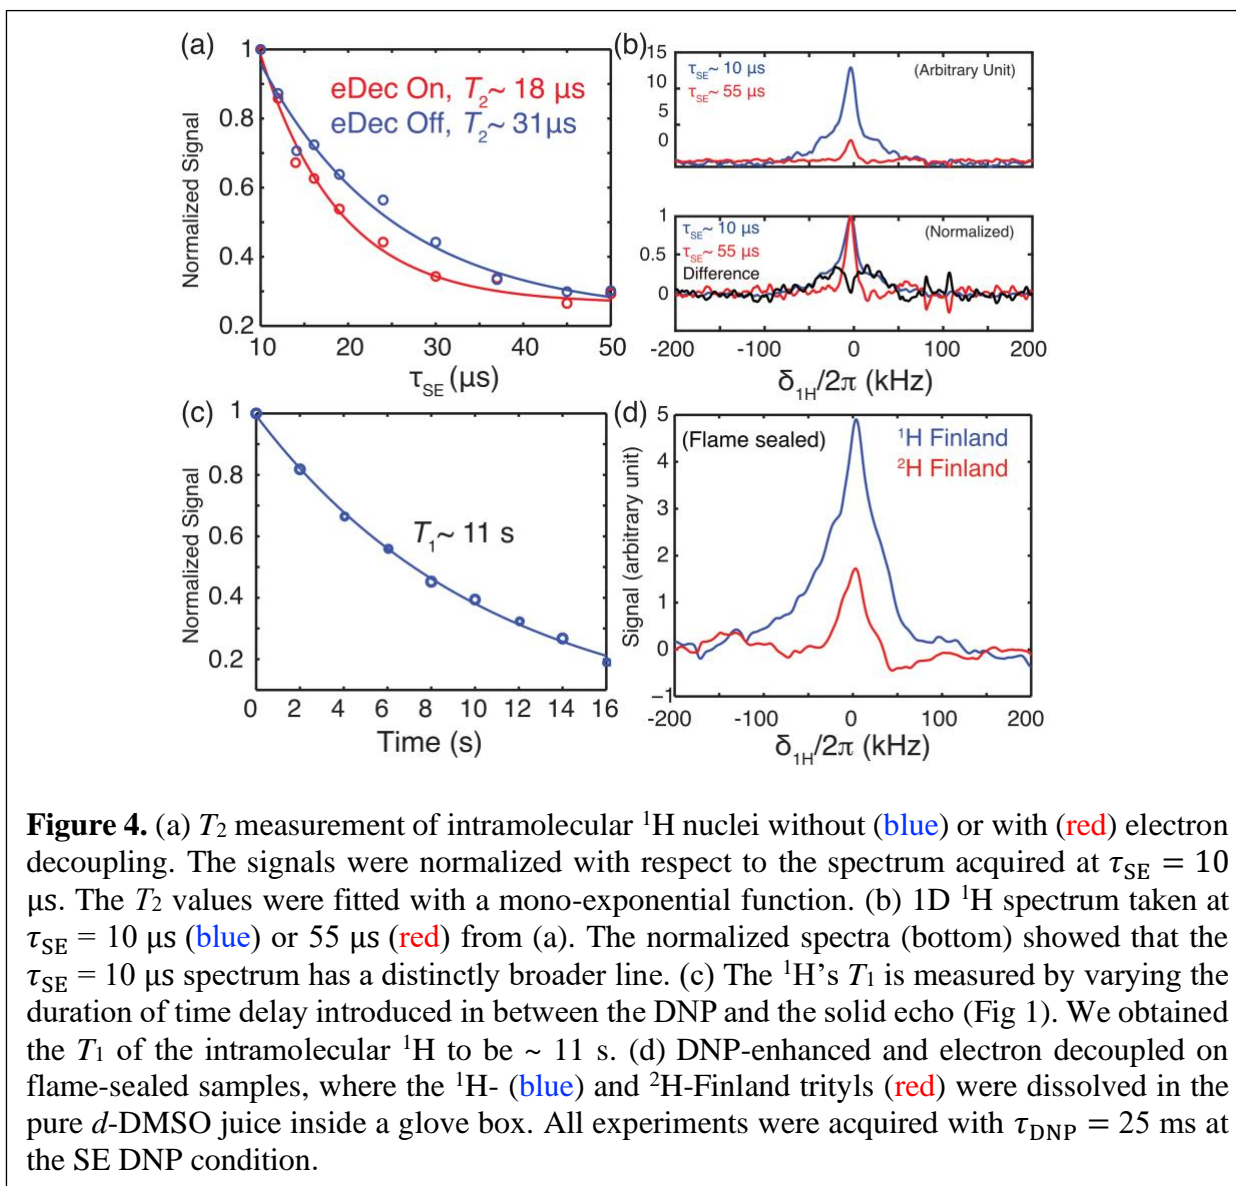 (a)
1
0.8
0.6
0.4
0.2
Normalized Signal
eDec On, T₂~ 18 µs
eDec Off, T₂~ 31µs
10 20 30 40 50
τSE (µs)
(b)
15
10
5
0
τSE~ 10 µs
τSE~ 55 µs
(Arbitrary Unit)
1
0.5
0
τSE~ 10 µs
τSE~ 55 µs
Difference
(Normalized)
-200 -100 0 100 200
δ1H/2π (kHz)
(c)
1
0.8
0.6
0.4
0.2
Normalized Signal
T₁~ 11 s
0 2 4 6 8 10 12 14 16
Time (s)
(d)
5
4
3
2
1
0
−1
Signal (arbitrary unit)
(Flame sealed)
¹H Finland
²H Finland
-200 -100 0 100 200
δ1H/2π (kHz)
Figure 4. (a) T₂ measurement of intramolecular ¹H nuclei without (blue) or with (red) electron
decoupling. The signals were normalized with respect to the spectrum acquired at τSE = 10
μs. The T₂ values were fitted with a mono-exponential function. (b) 1D ¹H spectrum taken at
τSE = 10 μs (blue) or 55 μs (red) from (a). The normalized spectra (bottom) showed that the
τSE = 10 μs spectrum has a distinctly broader line. (c) The ¹H’s T₁ is measured by varying the
duration of time delay introduced in between the DNP and the solid echo (Fig 1). We obtained
the T₁ of the intramolecular ¹H to be ~ 11 s. (d) DNP-enhanced and electron decoupled on
flame-sealed samples, where the ¹H- (blue) and ²H-Finland trityls (red) were dissolved in the
pure d-DMSO juice inside a glove box. All experiments were acquired with τDNP = 25 ms at
the SE DNP condition.